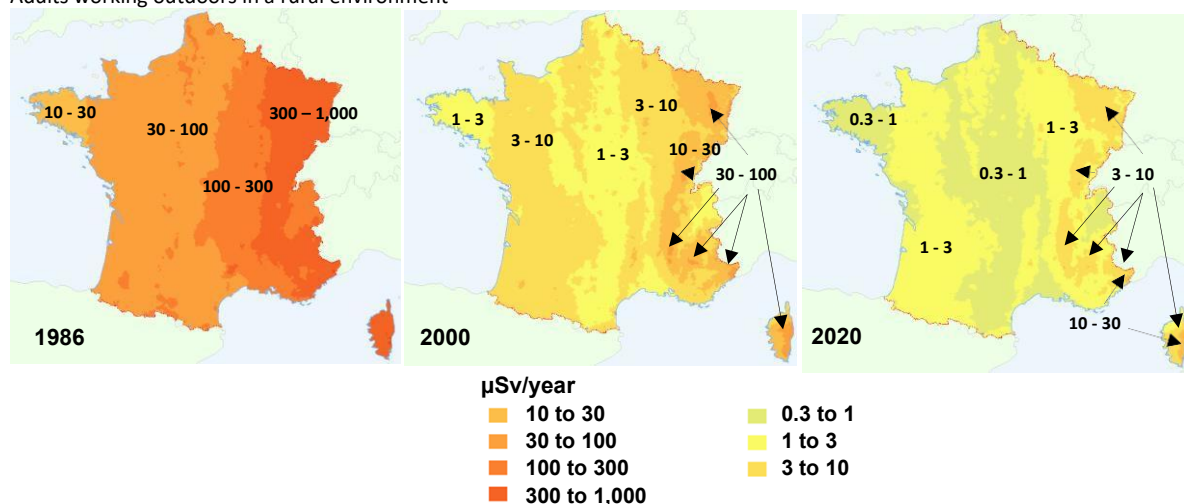 Adults working outdoors in a rural environment
10 - 30
30 - 100
300 – 1,000
100 - 300
1986
1 - 3
3 - 10
1 - 3
3 - 10
10 - 30
30 - 100
2000
0.3 - 1
1 - 3
0.3 - 1
1 - 3
3 - 10
10 - 30
2020
µSv/year
10 to 30
30 to 100
100 to 300
300 to 1,000
0.3 to 1
1 to 3
3 to 10